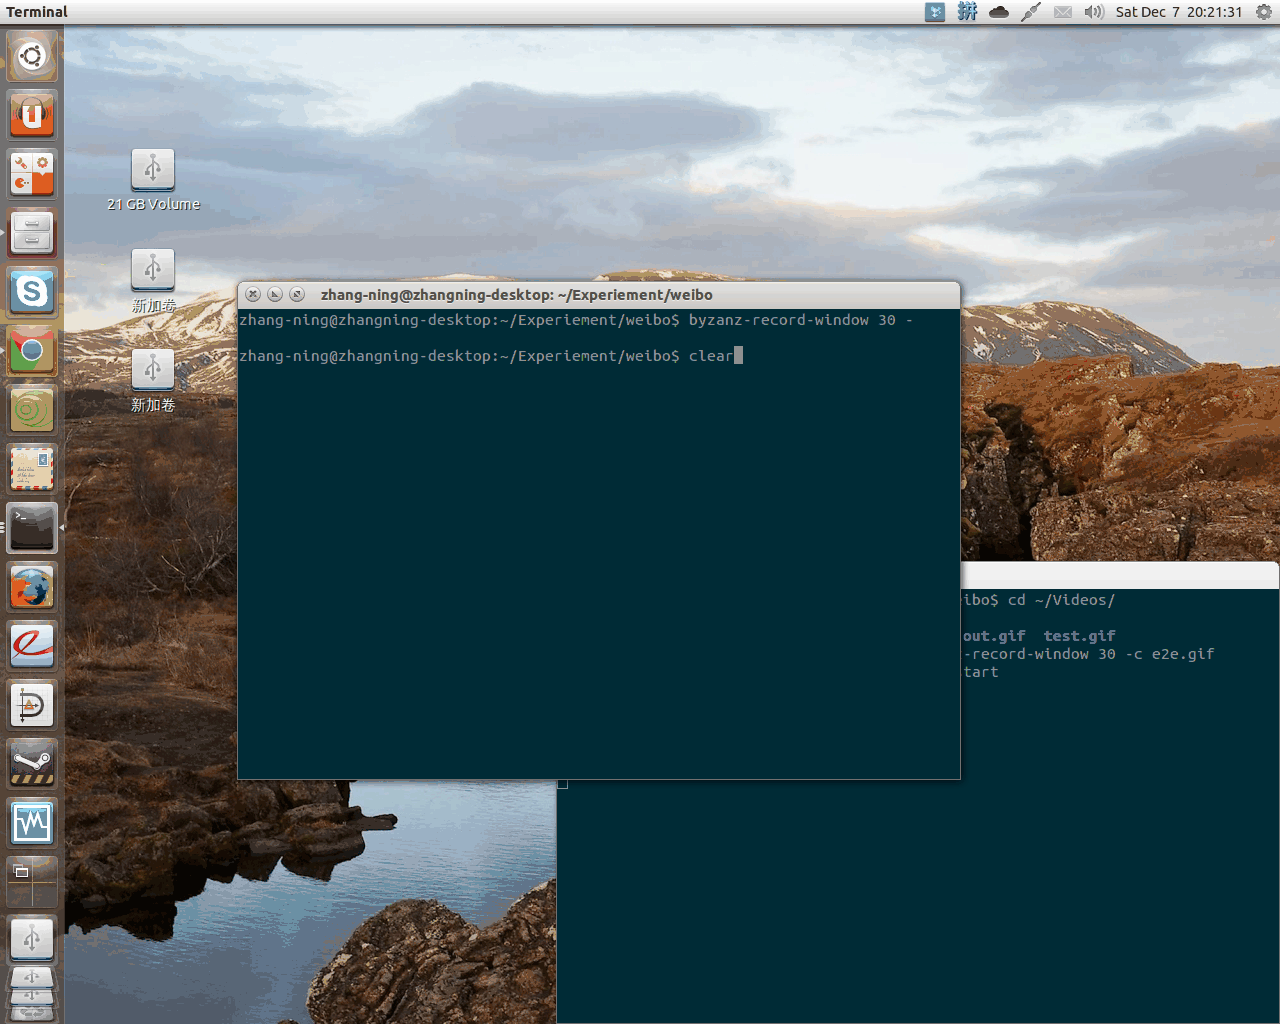 Terminal
拼
Sat Dec 7 20:21:31
21 GB Volume
新加卷
新加卷
zhang-ning@zhangning-desktop: ~/Experiement/weibo
zhang-ning@zhangning-desktop:~/Experiement/weibo$ byzanz-record-window 30 -
zhang-ning@zhangning-desktop:~/Experiement/weibo$ clear
eibo$ cd ~/Videos/
out.gif test.gif
-record-window 30 -c e2e.gif
tart